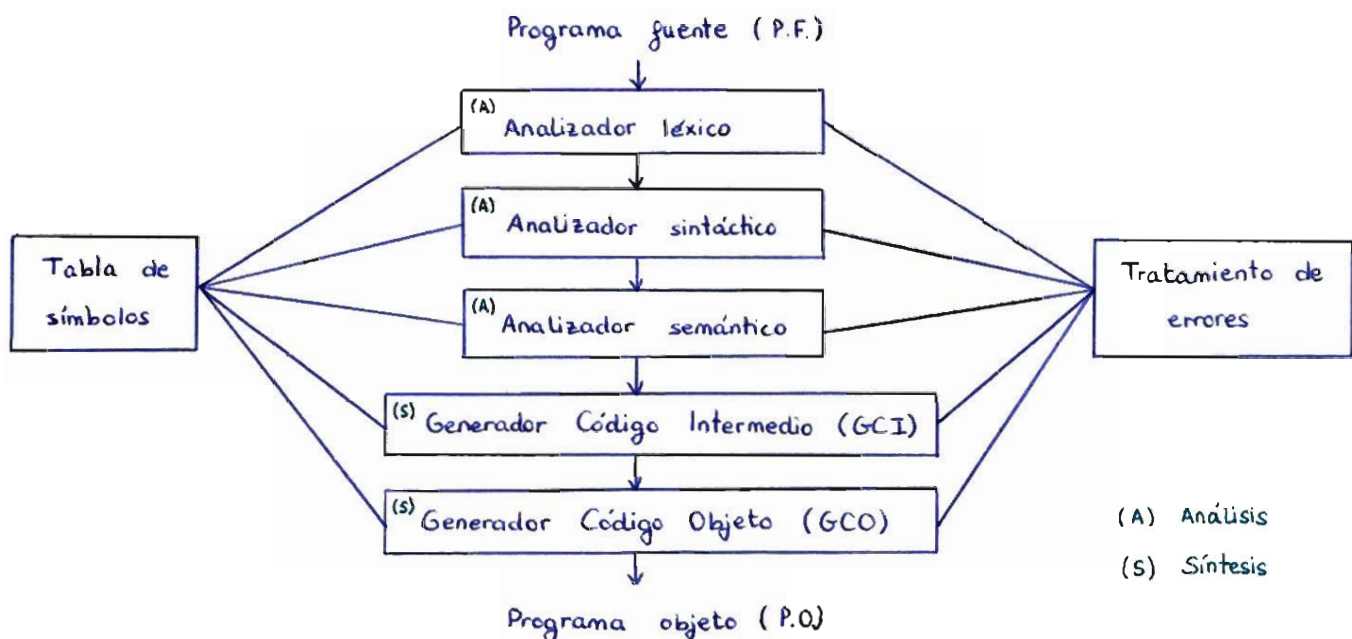 Programa fuente (P.F.)
(A) Analizador léxico
(A) Analizador sintáctico
Tabla de
símbolos
Tratamiento de
errores
(A) Analizador semántico
(S) Generador Código Intermedio (GCI)
(S) Generador Código Objeto (GCO)
(A) Análisis
(S) Síntesis
Programa objeto (P.O)